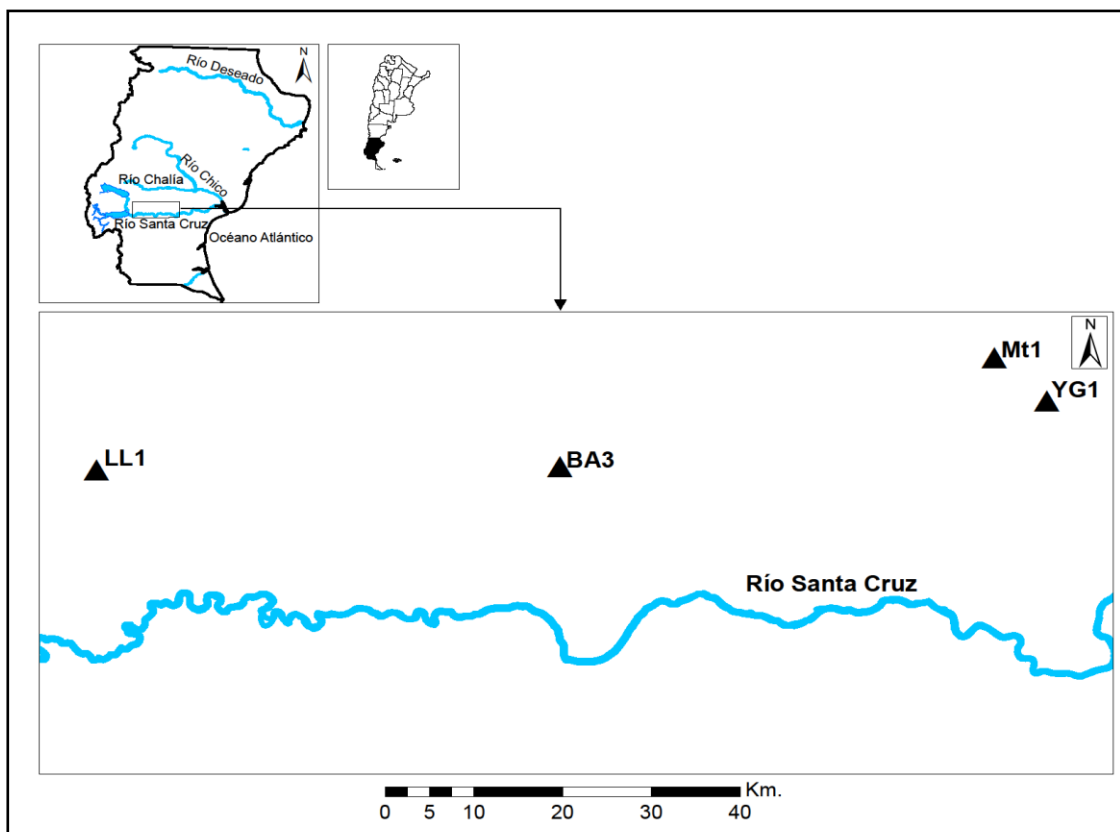 N
Río Deseado
Río Chico
Río Chalía
Río Santa Cruz
Océano Atlántico
N
Mt1
YG1
LL1
BA3
Río Santa Cruz
Km.
0 5 10 20 30 40